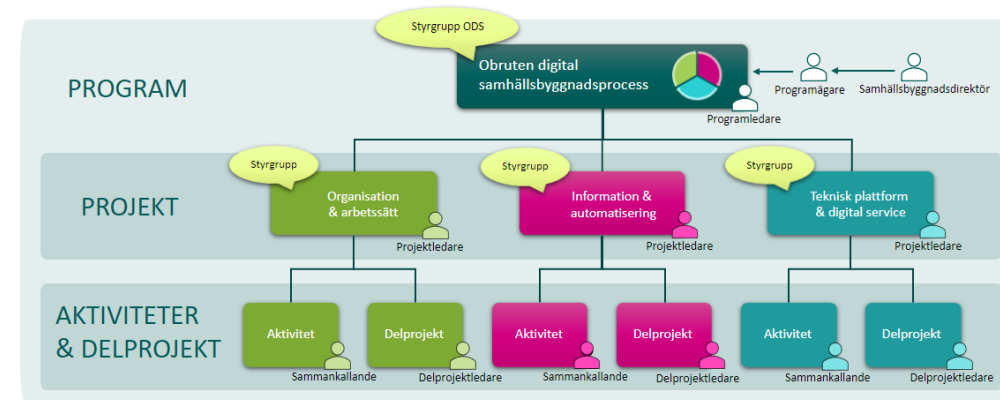 Styrgrupp ODS
PROGRAM
Obruten digital
samhällsbyggnadsprocess
Programägare
Samhällsbyggnadsdirektör
Programledare
PROJEKT
Styrgrupp
Organisation
& arbetssätt
Projektledare
Styrgrupp
Information &
automatisering
Projektledare
Styrgrupp
Teknisk plattform
& digital service
Projektledare
AKTIVITETER
& DELPROJEKT
Aktivitet
Sammankallande
Delprojekt
Delprojektledare
Aktivitet
Sammankallande
Delprojekt
Delprojektledare
Aktivitet
Sammankallande
Delprojekt
Delprojektledare